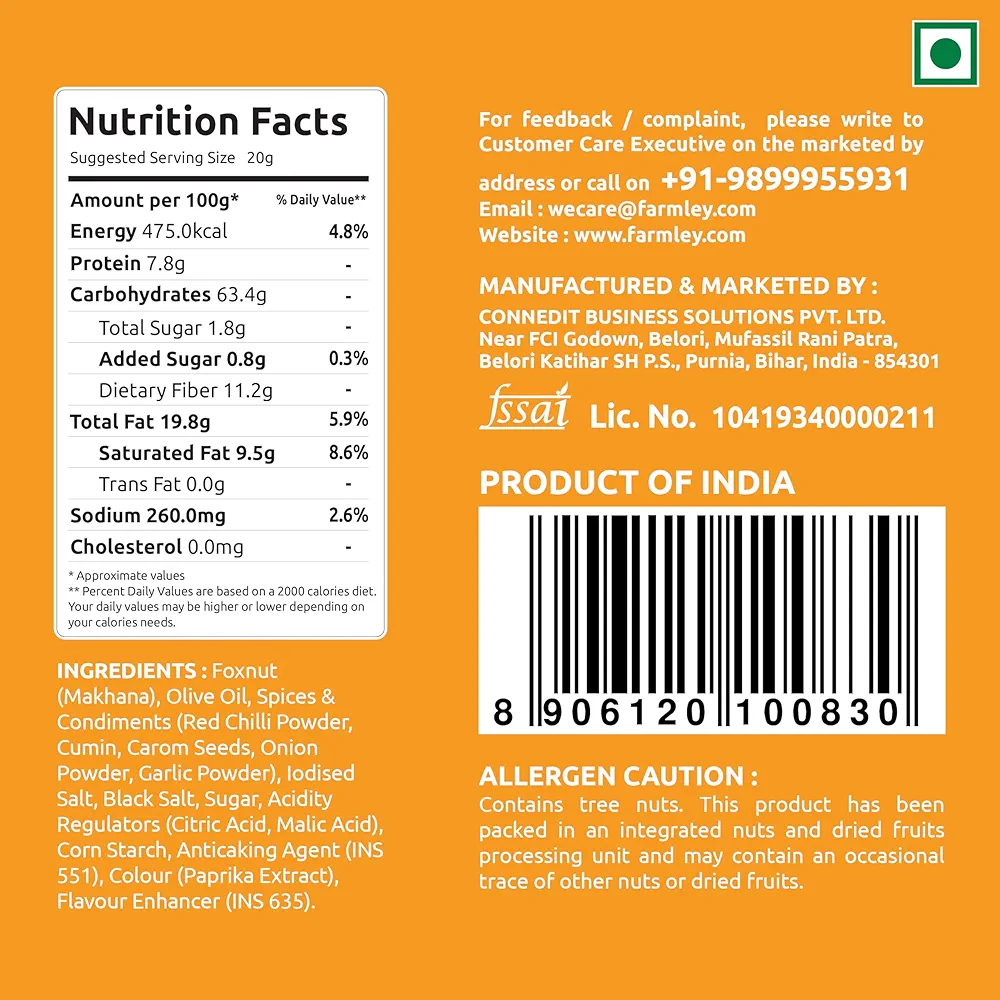 Nutrition Facts
Suggested Serving Size 20g
Amount per 100g* % Daily Value**
Energy 475.0kcal 4.8%
Protein 7.8g -
Carbohydrates 63.4g -
Total Sugar 1.8g -
Added Sugar 0.8g 0.3%
Dietary Fiber 11.2g -
Total Fat 19.8g 5.9%
Saturated Fat 9.5g 8.6%
Trans Fat 0.0g -
Sodium 260.0mg 2.6%
Cholesterol 0.0mg -
* Approximate values
** Percent Daily Values are based on a 2000 calories diet.
Your daily values may be higher or lower depending on
your calories needs.
INGREDIENTS : Foxnut
(Makhana), Olive Oil, Spices &
Condiments (Red Chilli Powder,
Cumin, Carom Seeds, Onion
Powder, Garlic Powder), Iodised
Salt, Black Salt, Sugar, Acidity
Regulators (Citric Acid, Malic Acid),
Corn Starch, Anticaking Agent (INS
551), Colour (Paprika Extract),
Flavour Enhancer (INS 635).
For feedback / complaint, please write to
Customer Care Executive on the marketed by
address or call on +91-9899955931
Email : wecare@farmley.com
Website : www.farmley.com
MANUFACTURED & MARKETED BY :
CONNEDIT BUSINESS SOLUTIONS PVT. LTD.
Near FCI Godown, Belori, Mufassil Rani Patra,
Belori Katihar SH P.S., Purnia, Bihar, India - 854301
fssai Lic. No. 10419340000211
PRODUCT OF INDIA
8 906120 100830
ALLERGEN CAUTION :
Contains tree nuts. This product has been
packed in an integrated nuts and dried fruits
processing unit and may contain an occasional
trace of other nuts or dried fruits.